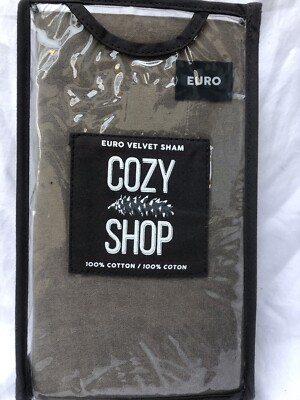 EURO
EURO VELVET SHAM
COZY
SHOP
100% COTTON / 100% COTON